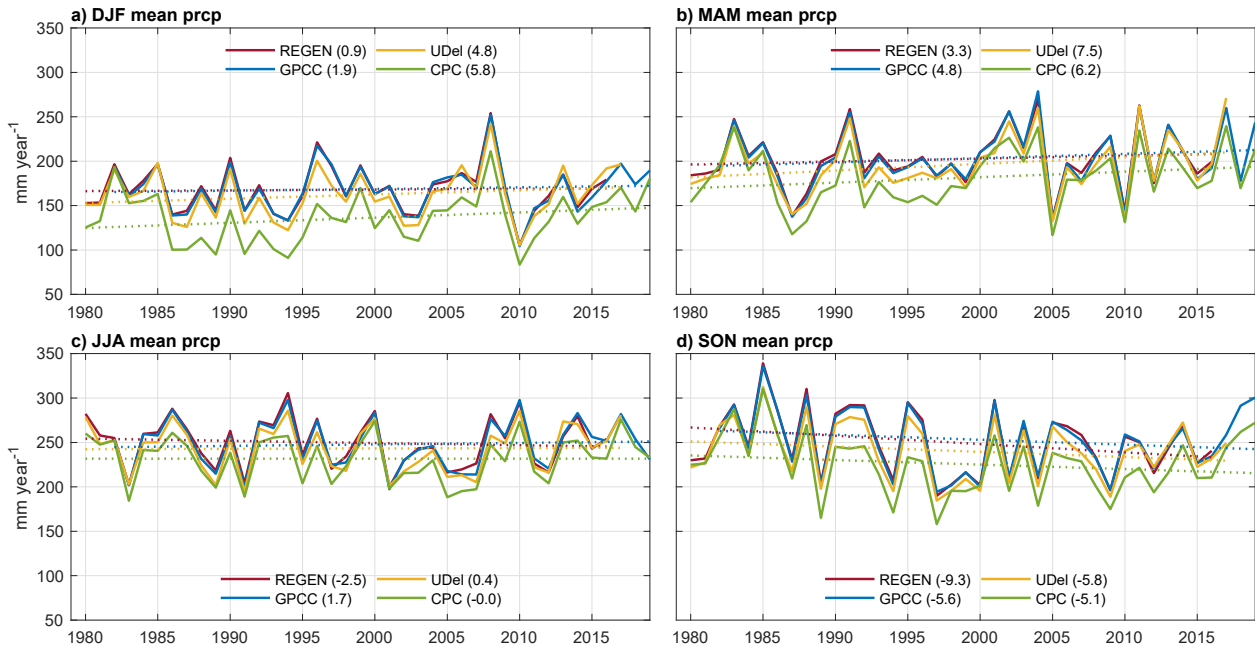 a) DJF mean prcp
mm year-1
350
300
250
200
150
100
50
REGEN (0.9) UDel (4.8)
GPCC (1.9) CPC (5.8)
1980 1985 1990 1995 2000 2005 2010 2015
b) MAM mean prcp
REGEN (3.3) UDel (7.5)
GPCC (4.8) CPC (6.2)
1980 1985 1990 1995 2000 2005 2010 2015
c) JJA mean prcp
mm year-1
350
300
250
200
150
100
50
REGEN (-2.5) UDel (0.4)
GPCC (1.7) CPC (-0.0)
1980 1985 1990 1995 2000 2005 2010 2015
d) SON mean prcp
REGEN (-9.3) UDel (-5.8)
GPCC (-5.6) CPC (-5.1)
1980 1985 1990 1995 2000 2005 2010 2015